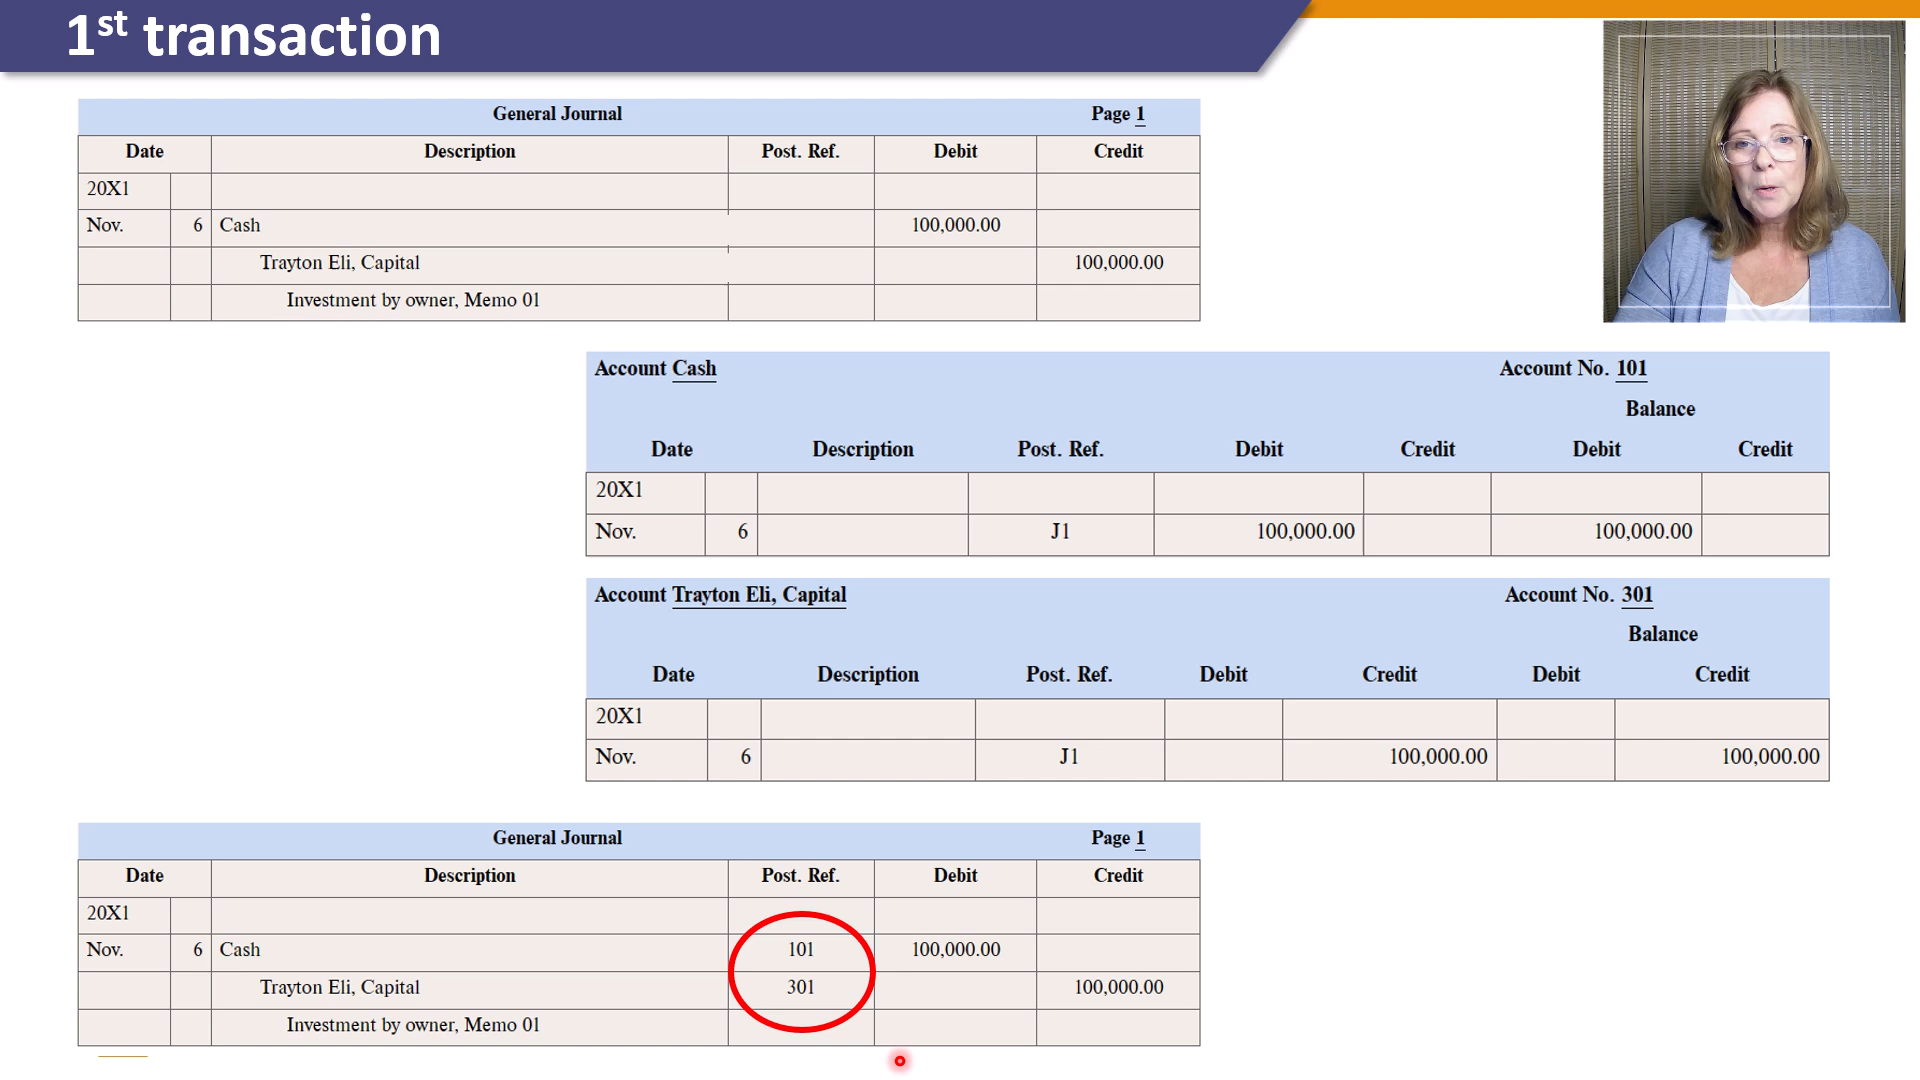 1st transaction
General Journal Page 1
Date Description Post. Ref. Debit Credit
20X1
Nov. 6 Cash 100,000.00
Trayton Eli, Capital 100,000.00
Investment by owner, Memo 01
Account Cash Account No. 101
Balance
Date Description Post. Ref. Debit Credit Debit Credit
20X1
Nov. 6 J1 100,000.00 100,000.00
Account Trayton Eli, Capital Account No. 301
Balance
Date Description Post. Ref. Debit Credit Debit Credit
20X1
Nov. 6 J1 100,000.00 100,000.00
General Journal Page 1
Date Description Post. Ref. Debit Credit
20X1
Nov. 6 Cash 101 100,000.00
Trayton Eli, Capital 301 100,000.00
Investment by owner, Memo 01